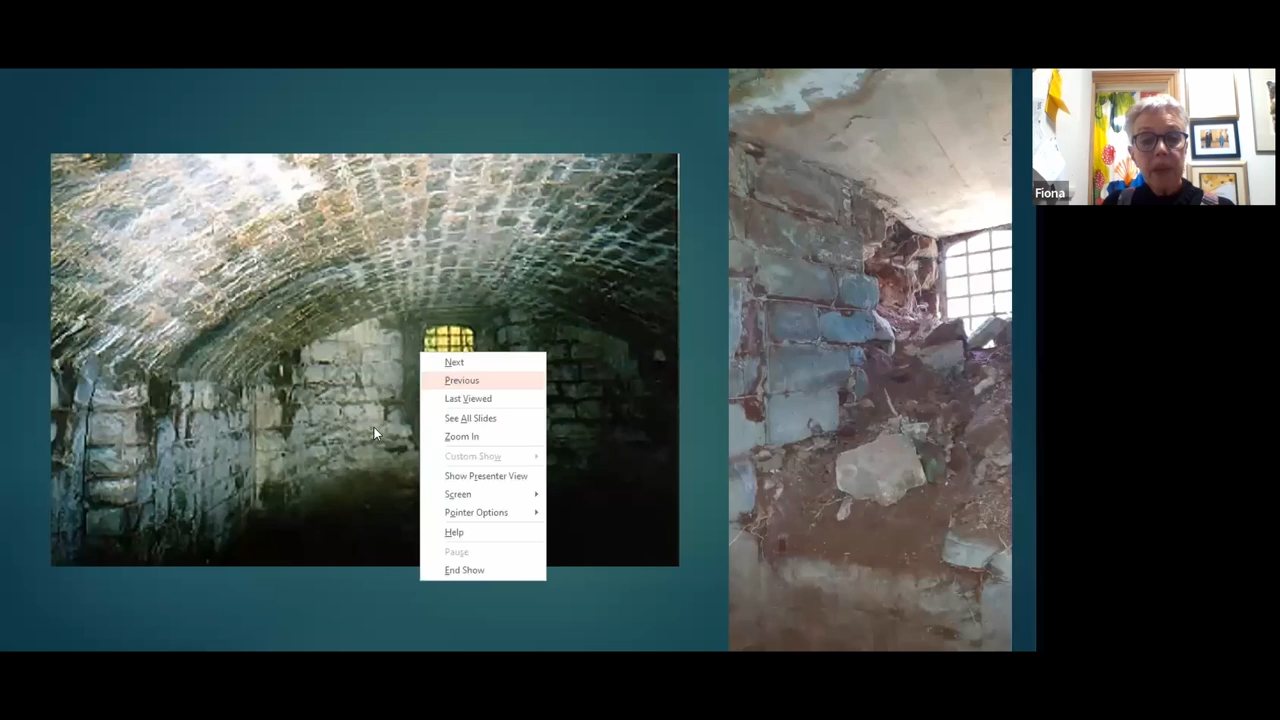 Fiona
Next
Previous
Last Viewed
See All Slides
Zoom In
Custom Show
Show Presenter View
Screen
Pointer Options
Help
Pause
End Show